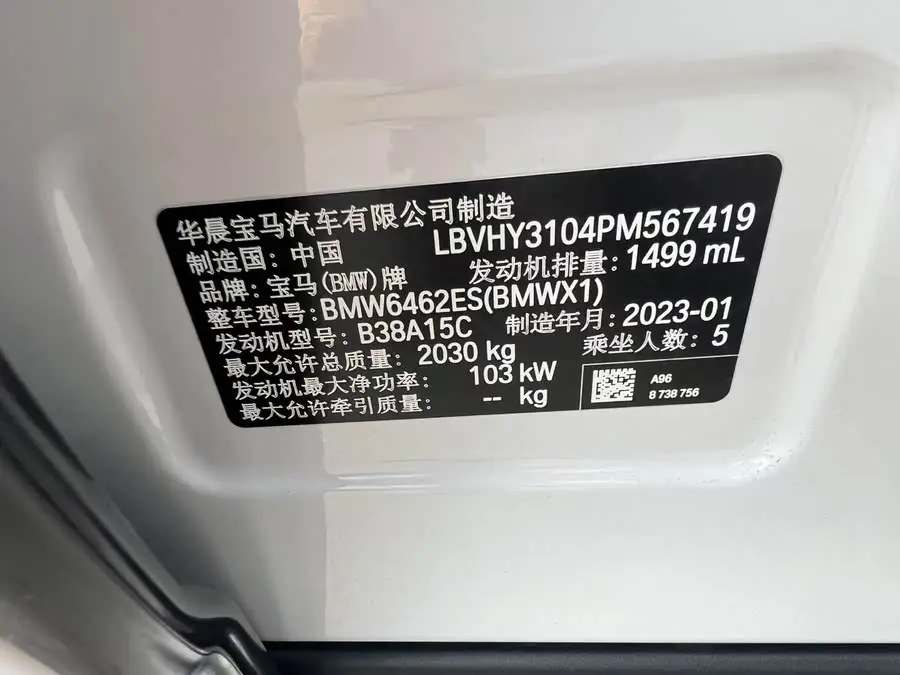 华晨宝马汽车有限公司制造
LBVHY3104PM567419
制造国：中国
发动机排量：1499 mL
品牌：宝马(BMW)牌
整车型号：BMW6462ES(BMWX1)
发动机型号：B38A15C
制造年月：2023-01
最大允许总质量：2030 kg
乘坐人数：5
发动机最大净功率：103 kW
最大允许牵引质量：-- kg
A96
8 738 756